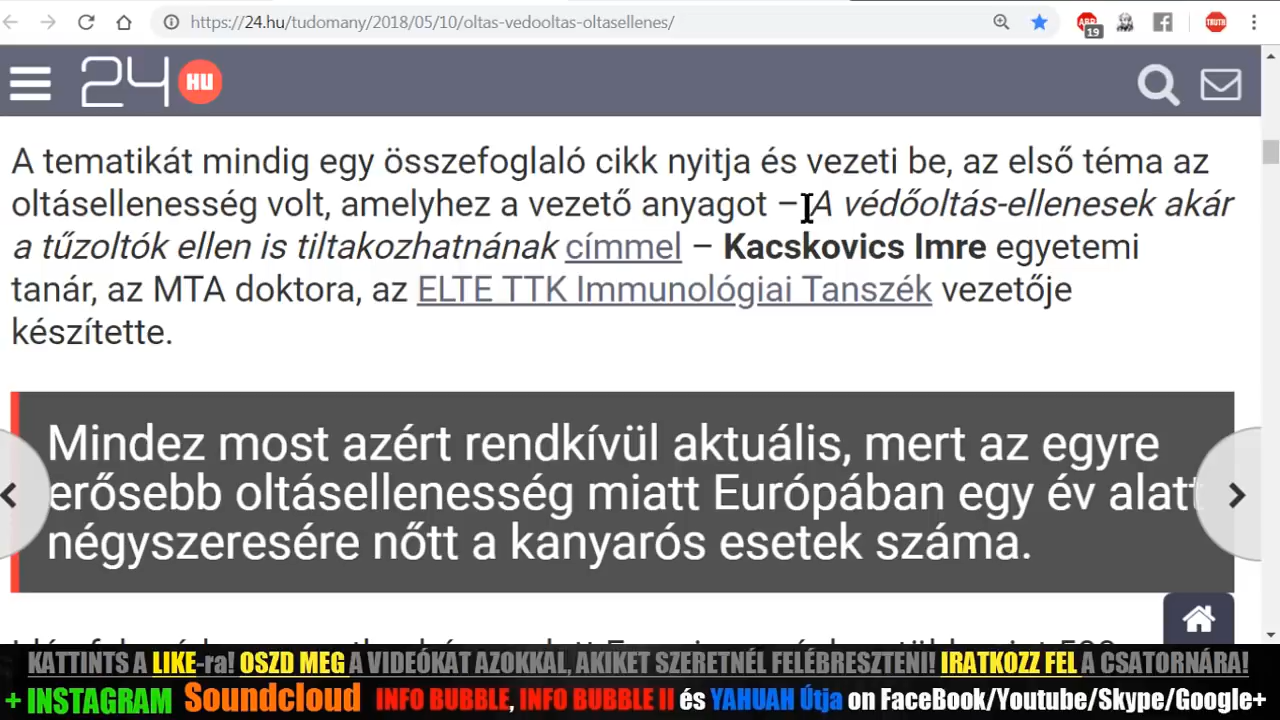 https://24.hu/tudomany/2018/05/10/oltas-vedooltas-oltasellenes/
ABP
19
TRUTH
24 HU
A tematikát mindig egy összefoglaló cikk nyitja és vezeti be, az első téma az
oltásellenesség volt, amelyhez a vezető anyagot – A védőoltás-ellenesek akár
a tűzoltók ellen is tiltakozhatnának címmel – Kacskovics Imre egyetemi
tanár, az MTA doktora, az ELTE TTK Immunológiai Tanszék vezetője
készítette.
Mindez most azért rendkívül aktuális, mert az egyre
erősebb oltásellenesség miatt Európában egy év alatt
négyszeresére nőtt a kanyarós esetek száma.
KATTINTS A LIKE-ra! OSZD MEG A VIDEÓKAT AZOKKAL, AKIKET SZERETNÉL FELÉBRESZTENI! IRATKOZZ FEL A CSATORNÁRA!
+ INSTAGRAM Soundcloud INFO BUBBLE, INFO BUBBLE II és YAHUAH Útja on FaceBook/Youtube/Skype/Google+